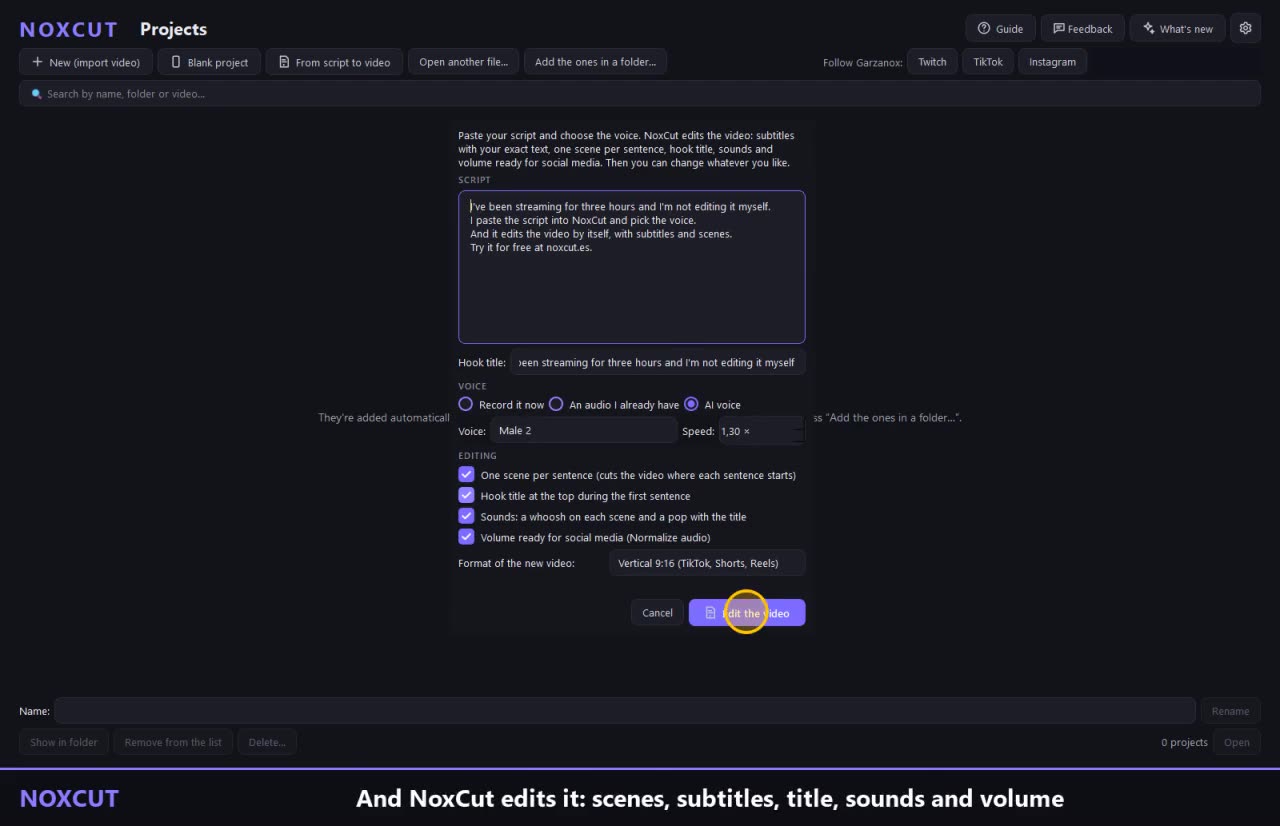 NOXCUT Projects Guide Feedback What's new
New (import video) Blank project From script to video Open another file... Add the ones in a folder... Follow Garzanox: Twitch TikTok Instagram
Search by name, folder or video...
Paste your script and choose the voice. NoxCut edits the video: subtitles
with your exact text, one scene per sentence, hook title, sounds and
volume ready for social media. Then you can change whatever you like.
SCRIPT
I've been streaming for three hours and I'm not editing it myself.
I paste the script into NoxCut and pick the voice.
And it edits the video by itself, with subtitles and scenes.
Try it for free at noxcut.es.
Hook title: been streaming for three hours and I'm not editing it myself
VOICE
Record it now An audio I already have AI voice
They're added automaticall ss "Add the ones in a folder...".
Voice: Male 2 Speed: 1,30 ×
EDITING
One scene per sentence (cuts the video where each sentence starts)
Hook title at the top during the first sentence
Sounds: a whoosh on each scene and a pop with the title
Volume ready for social media (Normalize audio)
Format of the new video: Vertical 9:16 (TikTok, Shorts, Reels)
Cancel Edit the video
Name: Rename
Show in folder Remove from the list Delete... 0 projects Open
NOXCUT And NoxCut edits it: scenes, subtitles, title, sounds and volume